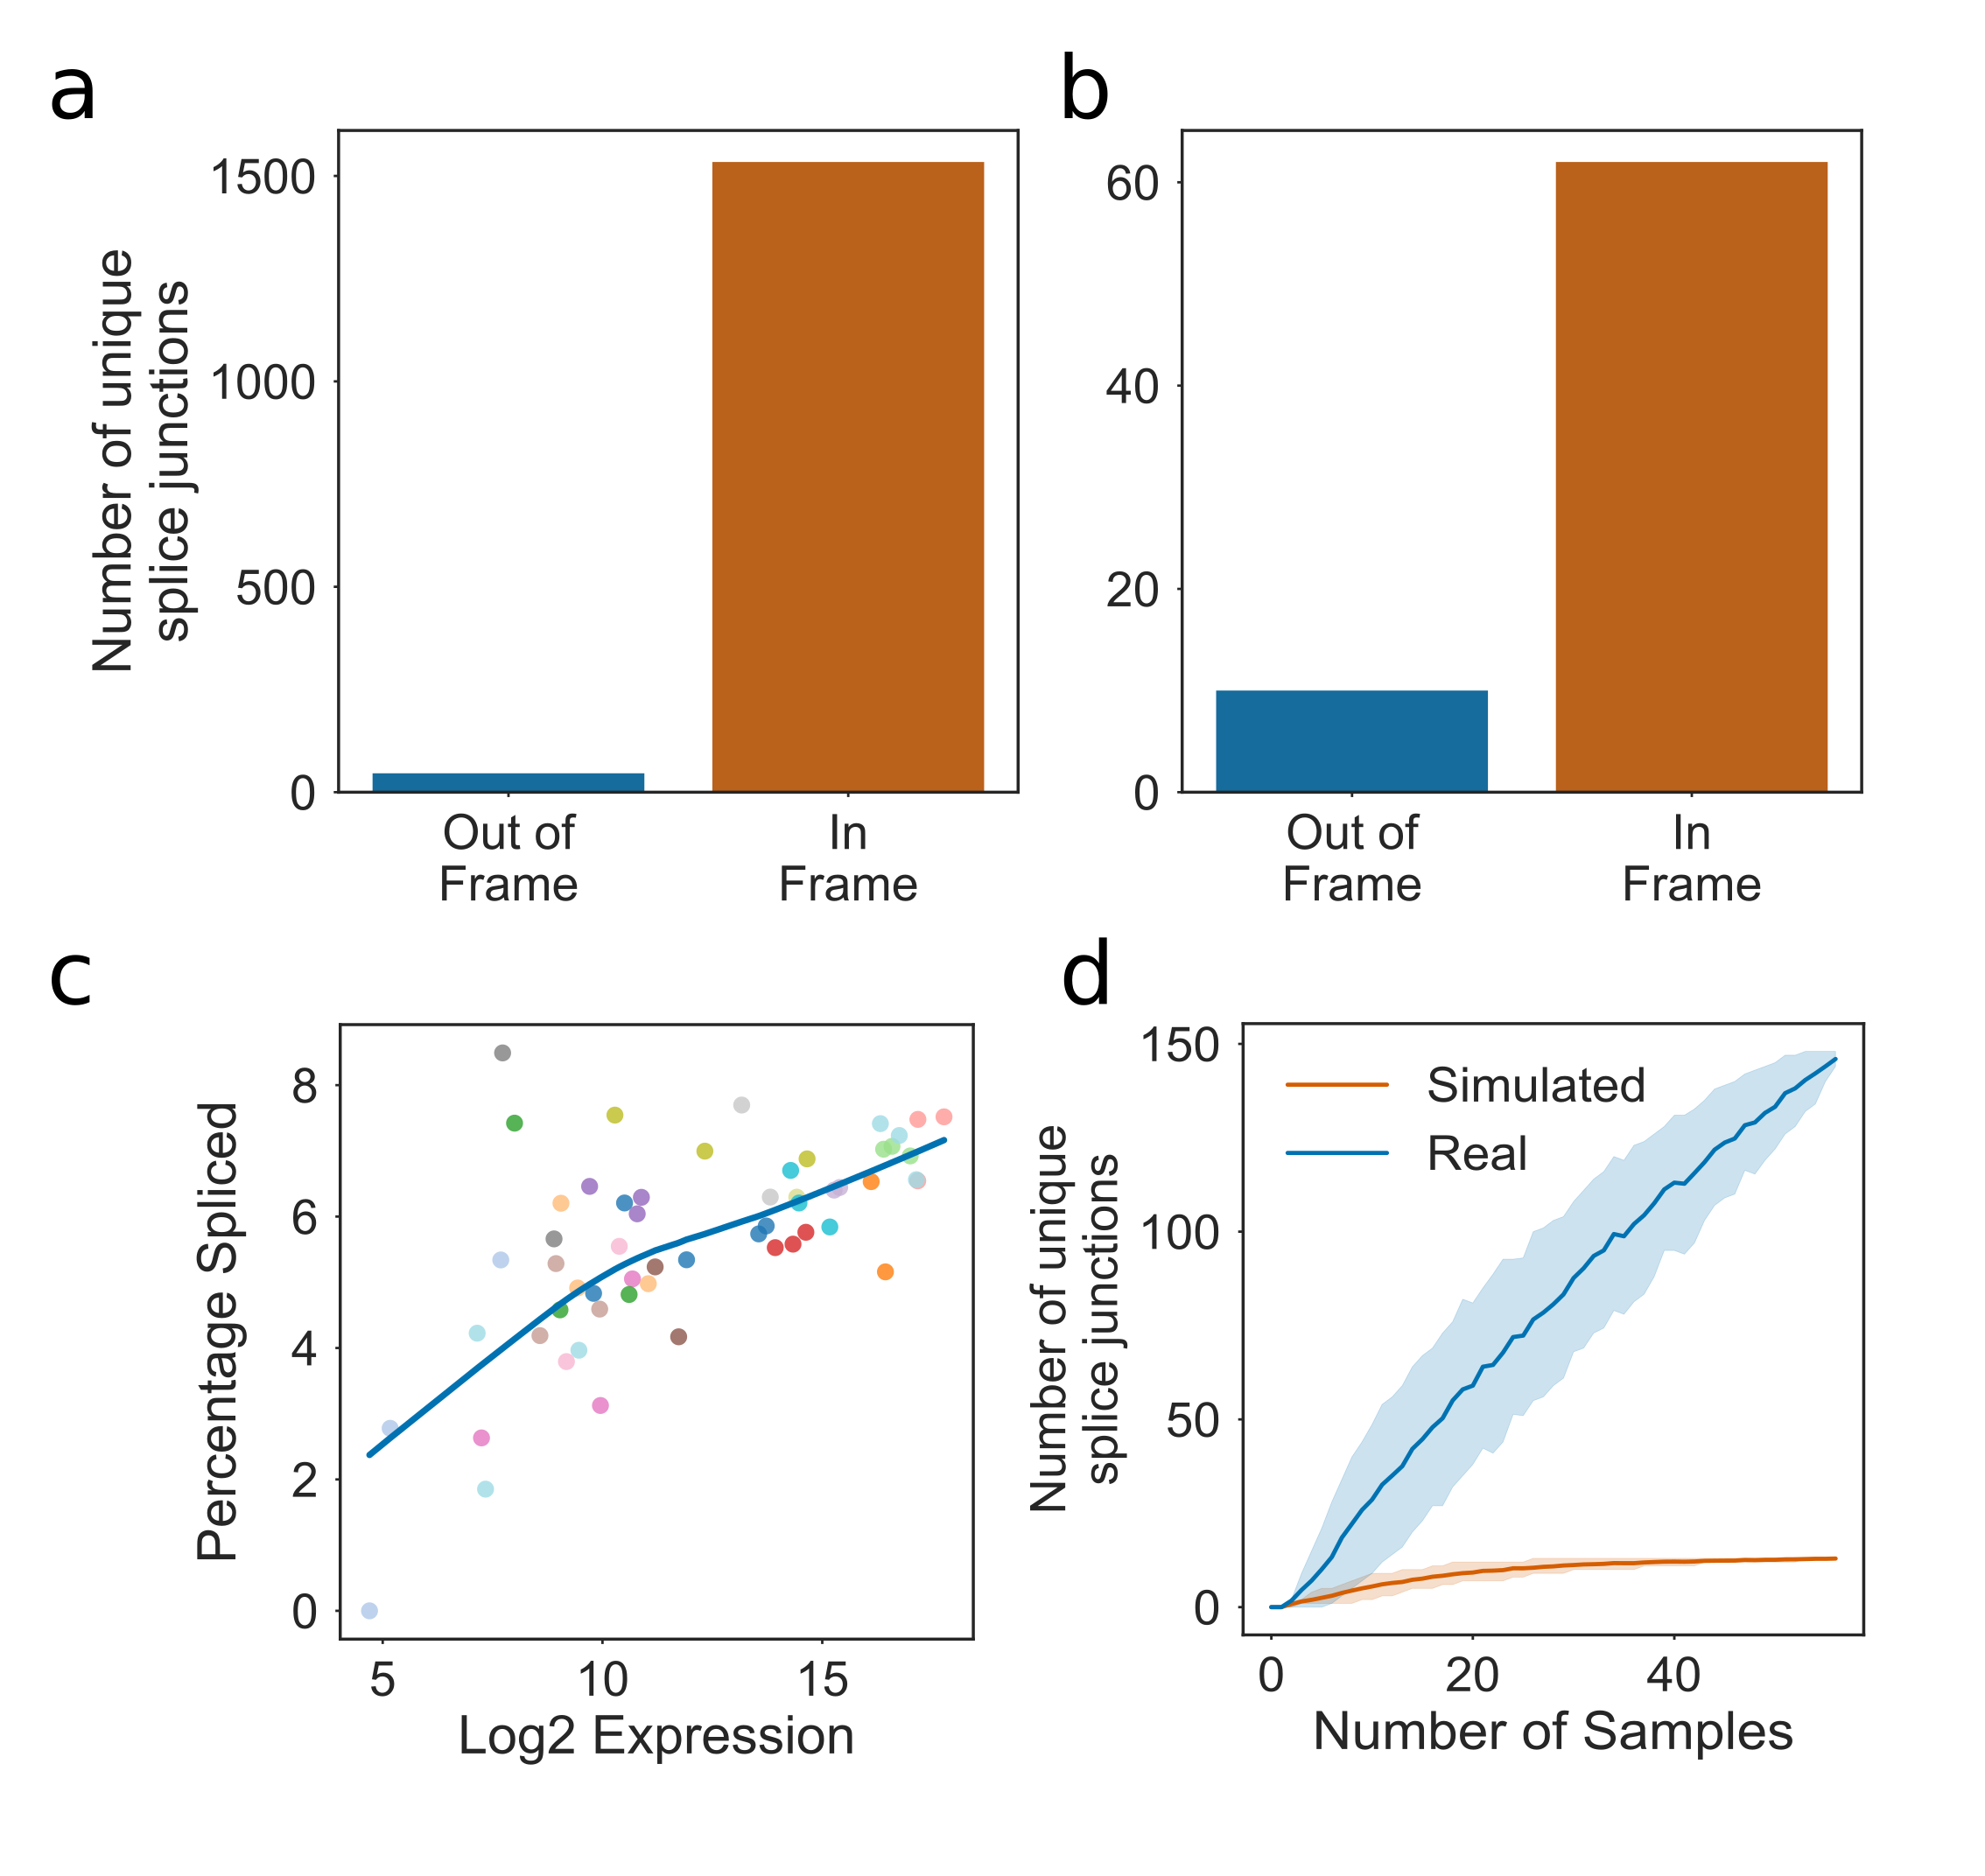 a
1500
1000
500
0
Number of unique
splice junctions
Out of
Frame
In
Frame
b
60
40
20
0
Out of
Frame
In
Frame
c
8
6
4
2
0
Percentage Spliced
5
10
15
Log2 Expression
d
150
100
50
0
Number of unique
splice junctions
Simulated
Real
0
20
40
Number of Samples